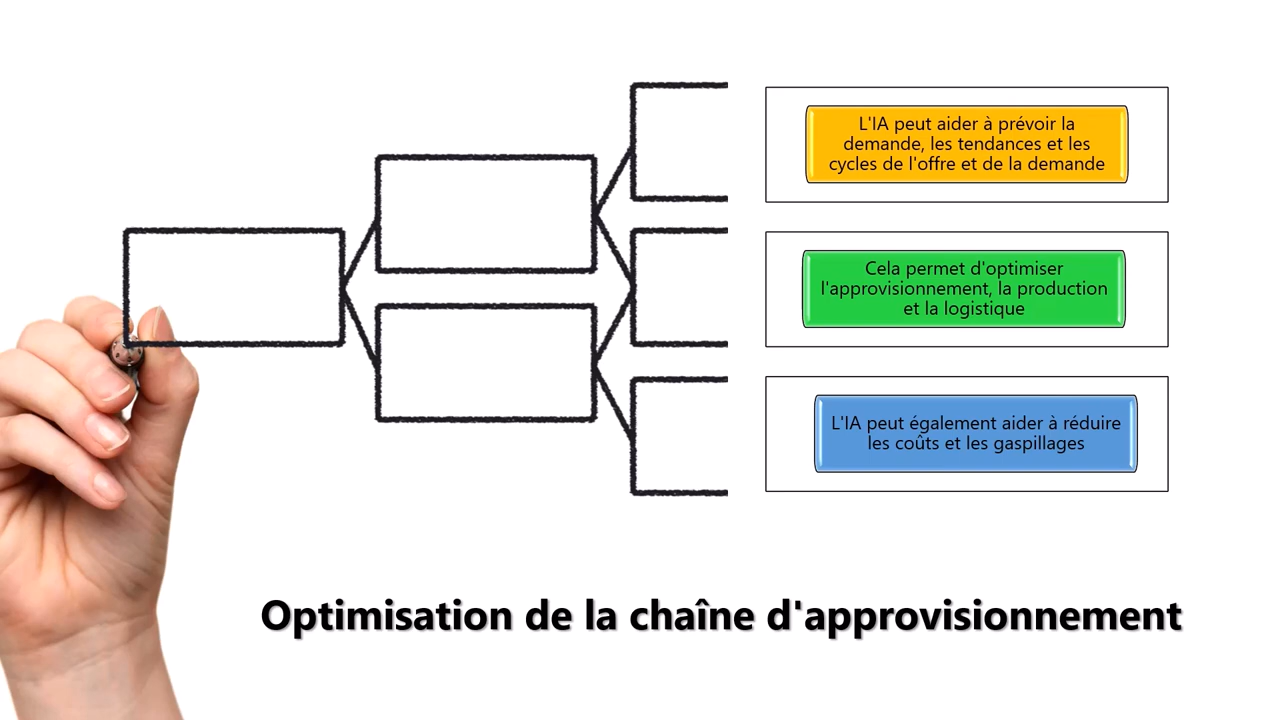 L'IA peut aider à prévoir la
demande, les tendances et les
cycles de l'offre et de la demande
Cela permet d'optimiser
l'approvisionnement, la production
et la logistique
L'IA peut également aider à réduire
les coûts et les gaspillages
Optimisation de la chaîne d'approvisionnement